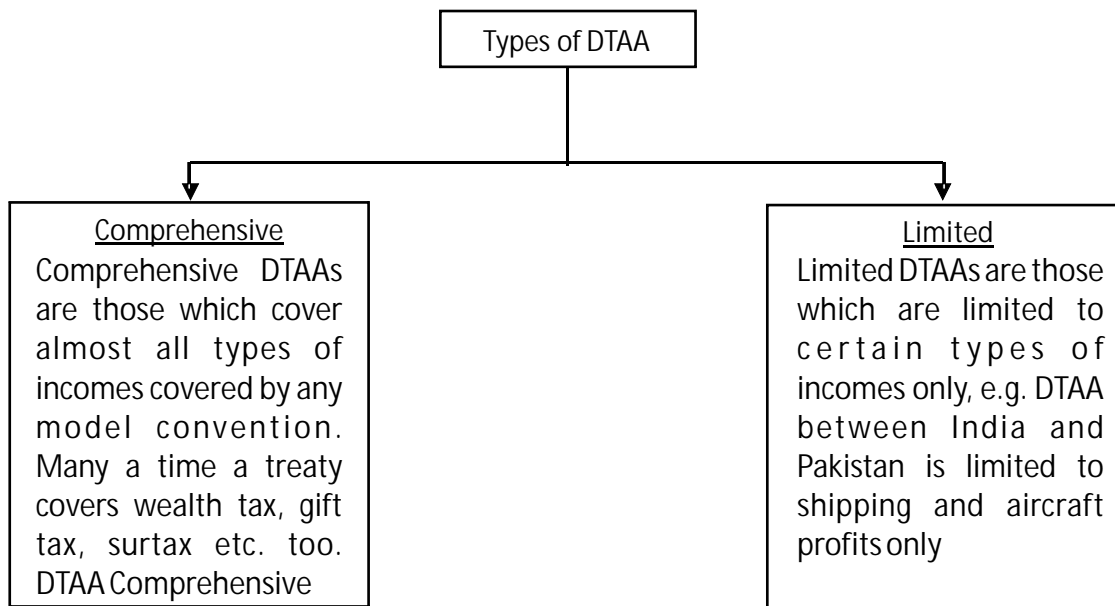 Types of DTAA
Comprehensive
Comprehensive DTAAs
are those which cover
almost all types of
incomes covered by any
model convention.
Many a time a treaty
covers wealth tax, gift
tax, surtax etc. too.
DTAA Comprehensive
Limited
Limited DTAAs are those
which are limited to
certain types of
incomes only, e.g. DTAA
between India and
Pakistan is limited to
shipping and aircraft
profits only